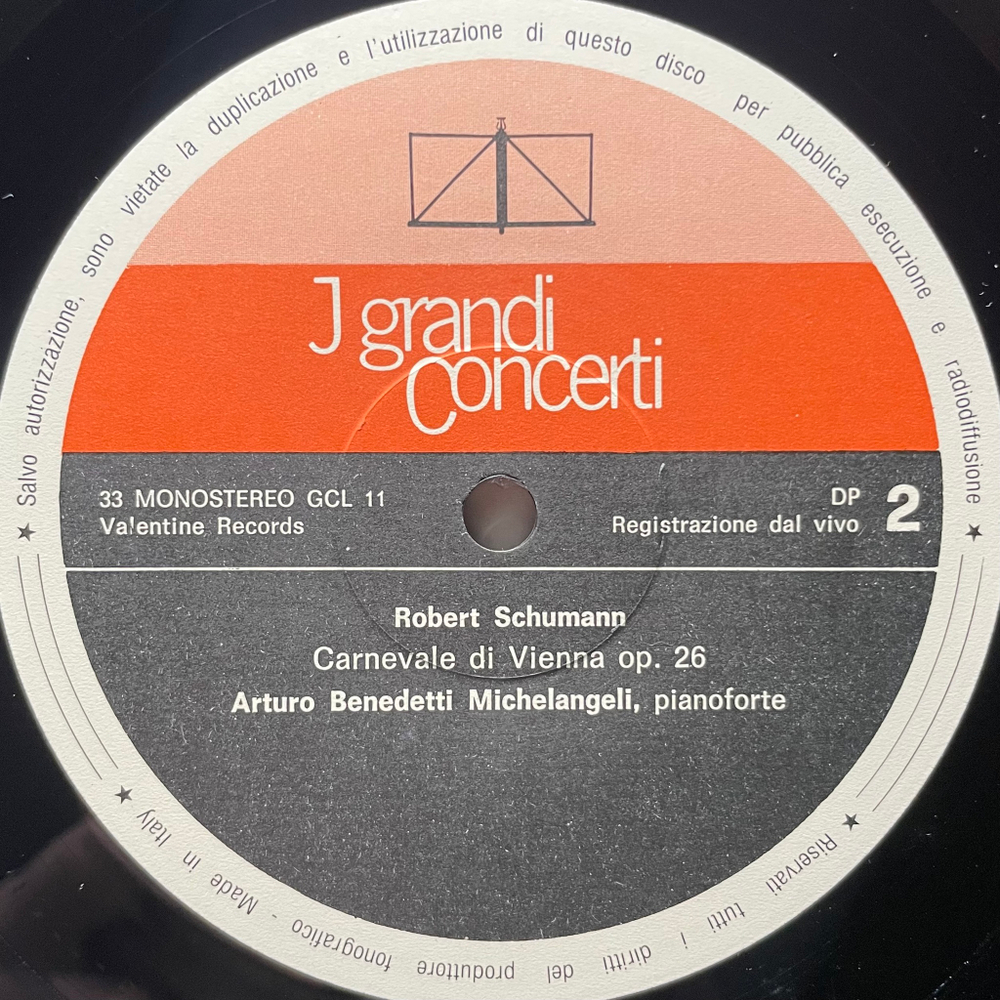 ★ Salvo autorizzazione, sono vietate la duplicazione e l'utilizzazione di questo disco per pubblica esecuzione e radiodiffusione ★
J grandi
Concerti
33 MONOSTEREO GCL 11
Valentine Records
DP
Registrazione dal vivo
2
Robert Schumann
Carnevale di Vienna op. 26
Arturo Benedetti Michelangeli, pianoforte
★ Riservati tutti i diritti del produttore fonografico - Made in Italy ★